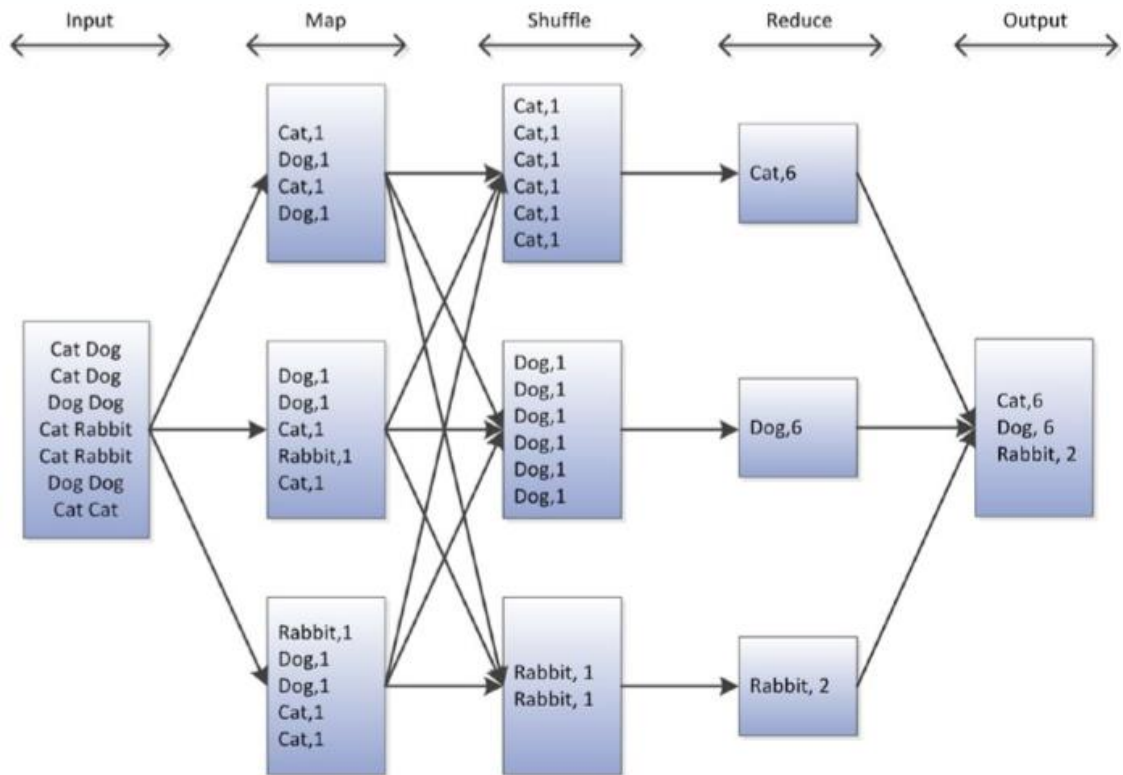 Input
Map
Shuffle
Reduce
Output
Cat Dog
Cat Dog
Dog Dog
Cat Rabbit
Cat Rabbit
Dog Dog
Cat Cat
Cat,1
Dog,1
Cat,1
Dog,1
Dog,1
Dog,1
Cat,1
Rabbit,1
Cat,1
Rabbit,1
Dog,1
Dog,1
Cat,1
Cat,1
Cat,1
Cat,1
Cat,1
Cat,1
Cat,1
Cat,1
Dog,1
Dog,1
Dog,1
Dog,1
Dog,1
Dog,1
Rabbit, 1
Rabbit, 1
Cat,6
Dog,6
Rabbit, 2
Cat,6
Dog, 6
Rabbit, 2